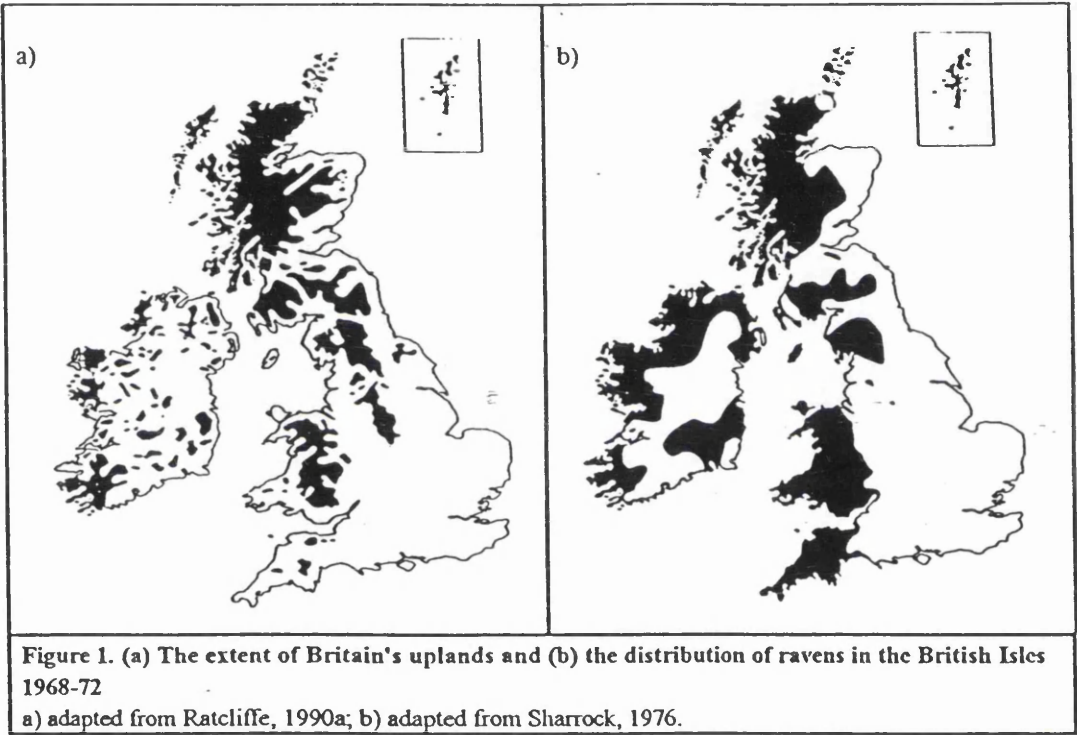 a)
b)
Figure 1. (a) The extent of Britain's uplands and (b) the distribution of ravens in the British Isles
1968-72
a) adapted from Ratcliffe, 1990a; b) adapted from Sharrock, 1976.